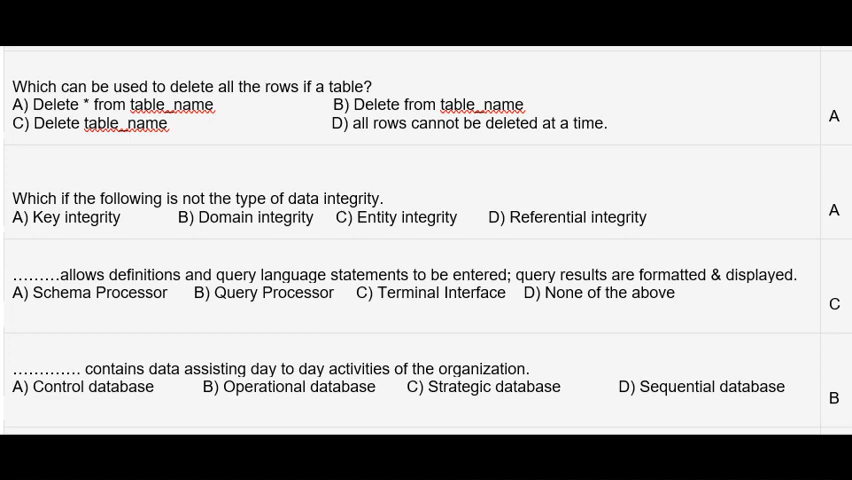 Which can be used to delete all the rows if a table?
A) Delete * from table_name B) Delete from table_name
C) Delete table_name D) all rows cannot be deleted at a time.
A
Which if the following is not the type of data integrity.
A) Key integrity B) Domain integrity C) Entity integrity D) Referential integrity
A
.........allows definitions and query language statements to be entered; query results are formatted & displayed.
A) Schema Processor B) Query Processor C) Terminal Interface D) None of the above
C
............. contains data assisting day to day activities of the organization.
A) Control database B) Operational database C) Strategic database D) Sequential database
B